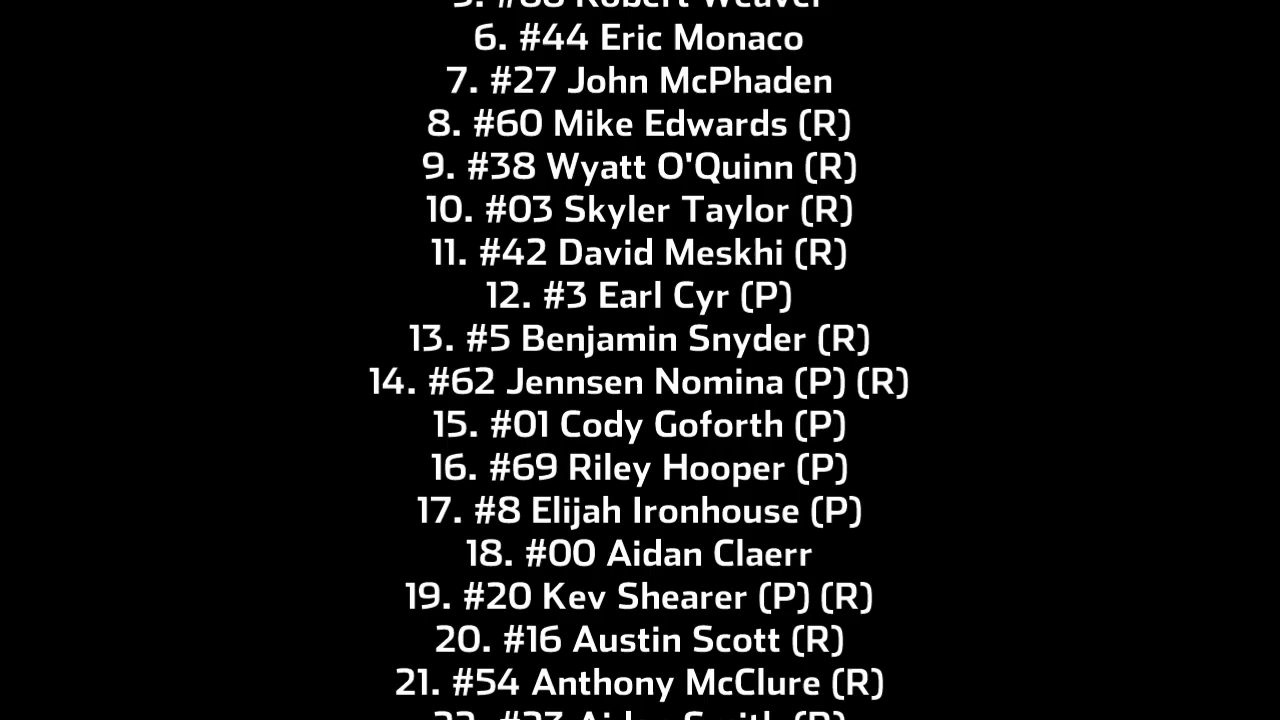 Robert Weaver
6. #44 Eric Monaco
7. #27 John McPhaden
8. #60 Mike Edwards (R)
9. #38 Wyatt O'Quinn (R)
10. #03 Skyler Taylor (R)
11. #42 David Meskhi (R)
12. #3 Earl Cyr (P)
13. #5 Benjamin Snyder (R)
14. #62 Jennsen Nomina (P) (R)
15. #01 Cody Goforth (P)
16. #69 Riley Hooper (P)
17. #8 Elijah Ironhouse (P)
18. #00 Aidan Claerr
19. #20 Kev Shearer (P) (R)
20. #16 Austin Scott (R)
21. #54 Anthony McClure (R)